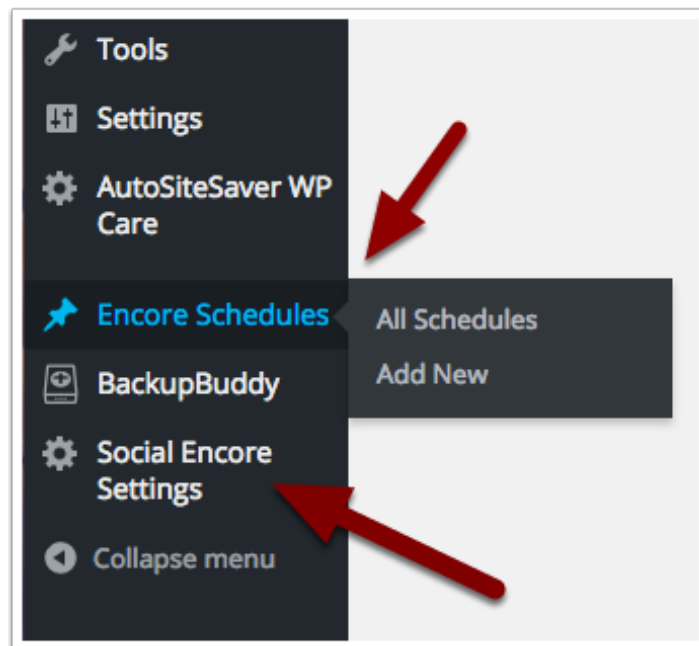 Tools
Settings
AutoSiteSaver WP
Care
Encore Schedules
All Schedules
Add New
BackupBuddy
Social Encore
Settings
Collapse menu